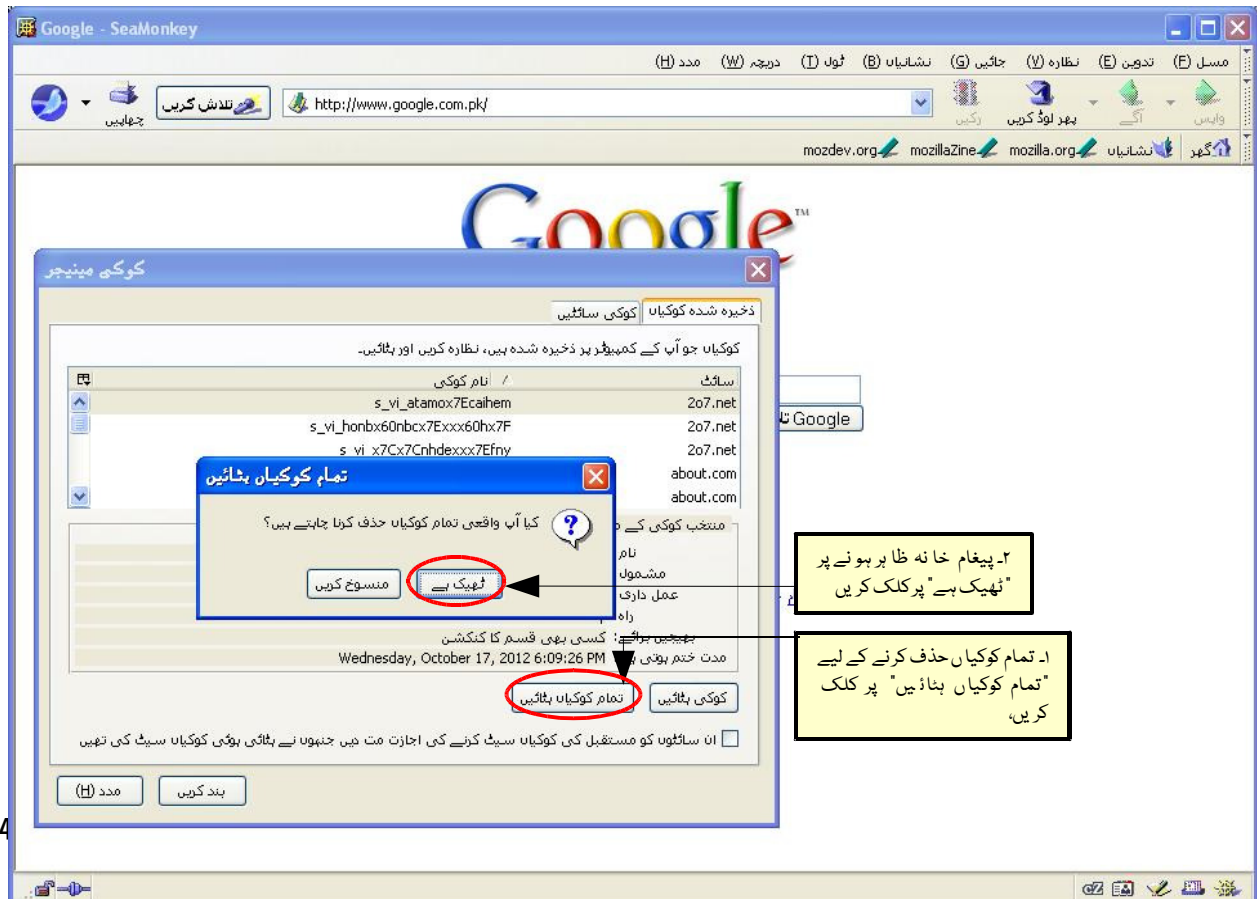 Google - SeaMonkey
مسل (F) تدوین (E) نظارہ (V) جائیں (G) نشانیاں (B) ٹول (T) دریچہ (W) مدد (H)
واپس
آگے
پھر لوڈ کریں
رکیں
http://www.google.com.pk/
تلاش کریں
چھاپیں
گھر نشانیاں mozilla.org mozillaZine mozdev.org
Google™
Google
کوکی مینیجر
ذخیرہ شدہ کوکیاں
کوکی سائٹیں
کوکیاں جو آپ کے کمپیوٹر پر ذخیرہ شدہ ہیں، نظارہ کریں اور ہٹائیں۔
سائٹ نام کوکی
2o7.net s_vi_atamox7Ecaihem
2o7.net s_vi_honbx60nbcx7Exxx60hx7F
2o7.net s_vi_x7Cx7Cnhdexxx7Efny
about.com
about.com
تمام کوکیاں ہٹائیں
کیا آپ واقعی تمام کوکیاں حذف کرنا چاہتے ہیں؟
ٹھیک ہے
منسوخ کریں
منتخب کوکی کے
نام
مشمول
عمل داری
راہ
بھیجیں برائے: کسی بھی قسم کا کنکشن
مدت ختم ہوتی Wednesday, October 17, 2012 6:09:26 PM
کوکی ہٹائیں
تمام کوکیاں ہٹائیں
ان سائٹوں کو مستقبل کی کوکیاں سیٹ کرنے کی اجازت مت دیں جنہوں نے ہٹائی ہوئی کوکیاں سیٹ کی تھیں
بند کریں
مدد (H)
۲۔ پیغام خانہ ظاہر ہونے پر
"ٹھیک ہے" پر کلک کریں
۱۔ تمام کوکیاں حذف کرنے کے لیے
"تمام کوکیاں ہٹائیں" پر کلک
کریں،
4